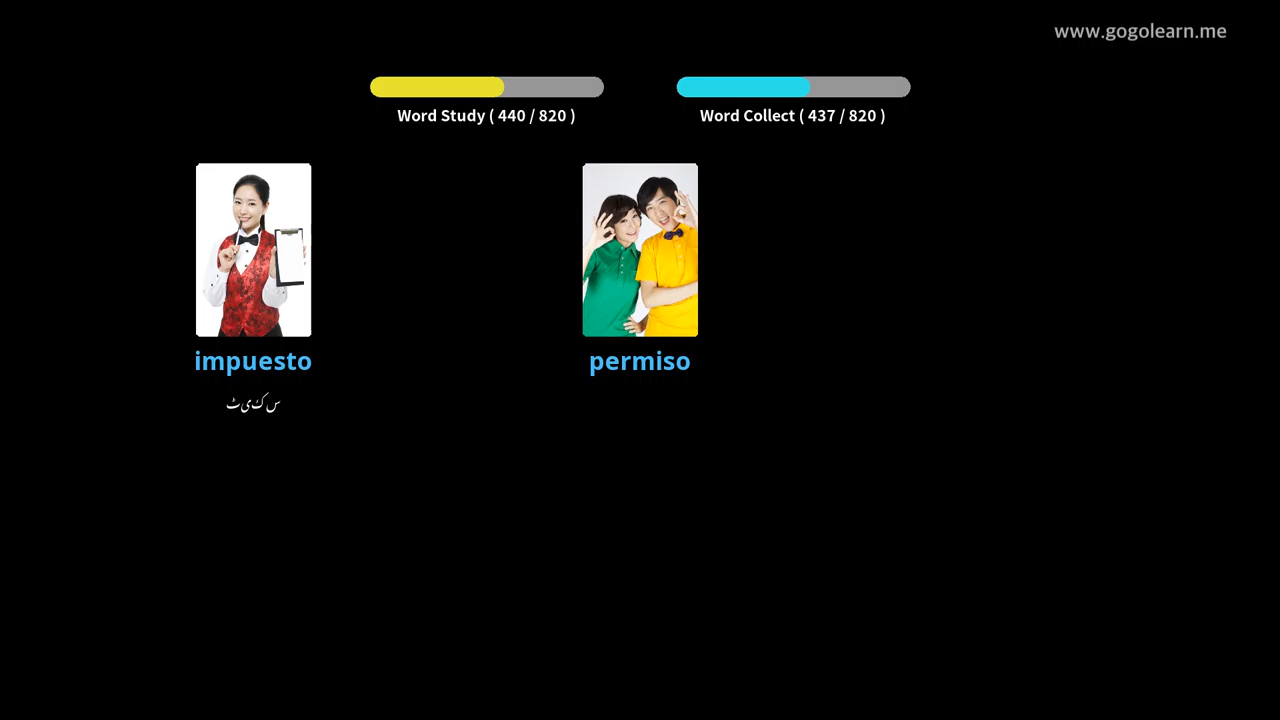 www.gogolearn.me
Word Study ( 440 / 820 )
Word Collect ( 437 / 820 )
impuesto
permiso
ٹیکس